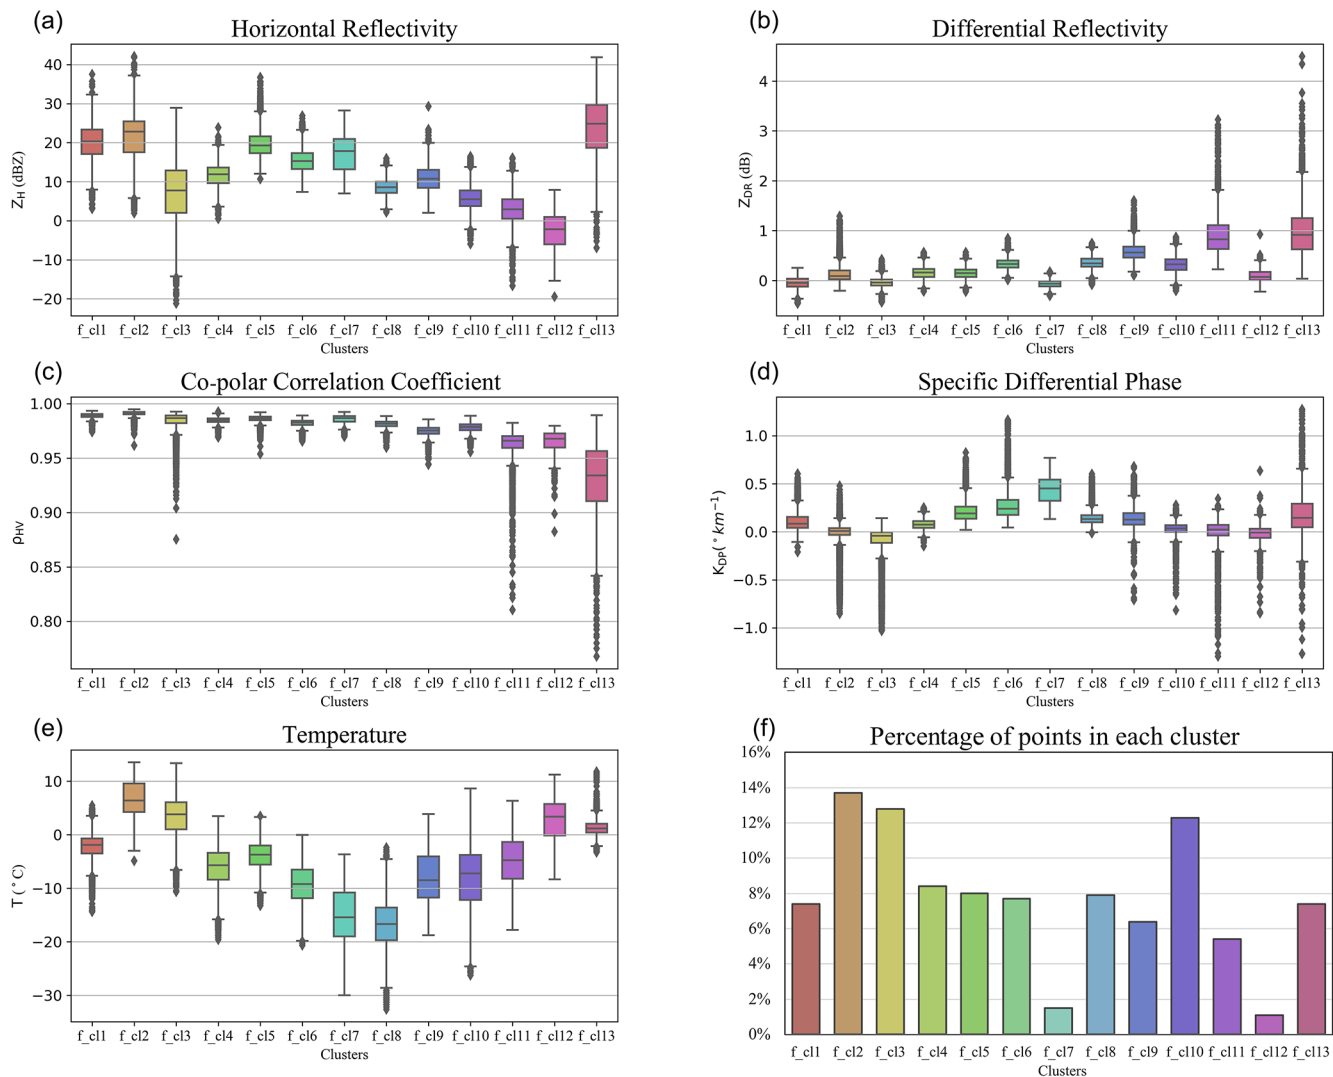 (a)
Horizontal Reflectivity
40
30
20
10
0
−10
−20
Z_H (dBZ)
f_cl1 f_cl2 f_cl3 f_cl4 f_cl5 f_cl6 f_cl7 f_cl8 f_cl9 f_cl10 f_cl11 f_cl12 f_cl13
Clusters
(b)
Differential Reflectivity
4
3
2
1
0
Z_DR (dB)
f_cl1 f_cl2 f_cl3 f_cl4 f_cl5 f_cl6 f_cl7 f_cl8 f_cl9 f_cl10 f_cl11 f_cl12 f_cl13
Clusters
(c)
Co-polar Correlation Coefficient
1.00
0.95
0.90
0.85
0.80
ρ_HV
f_cl1 f_cl2 f_cl3 f_cl4 f_cl5 f_cl6 f_cl7 f_cl8 f_cl9 f_cl10 f_cl11 f_cl12 f_cl13
Clusters
(d)
Specific Differential Phase
1.0
0.5
0.0
−0.5
−1.0
K_DP(° km⁻¹)
f_cl1 f_cl2 f_cl3 f_cl4 f_cl5 f_cl6 f_cl7 f_cl8 f_cl9 f_cl10 f_cl11 f_cl12 f_cl13
Clusters
(e)
Temperature
10
0
−10
−20
−30
T (°C)
f_cl1 f_cl2 f_cl3 f_cl4 f_cl5 f_cl6 f_cl7 f_cl8 f_cl9 f_cl10 f_cl11 f_cl12 f_cl13
Clusters
(f)
Percentage of points in each cluster
16%
14%
12%
10%
8%
6%
4%
2%
0%
f_cl1 f_cl2 f_cl3 f_cl4 f_cl5 f_cl6 f_cl7 f_cl8 f_cl9 f_cl10 f_cl11 f_cl12 f_cl13
Clusters